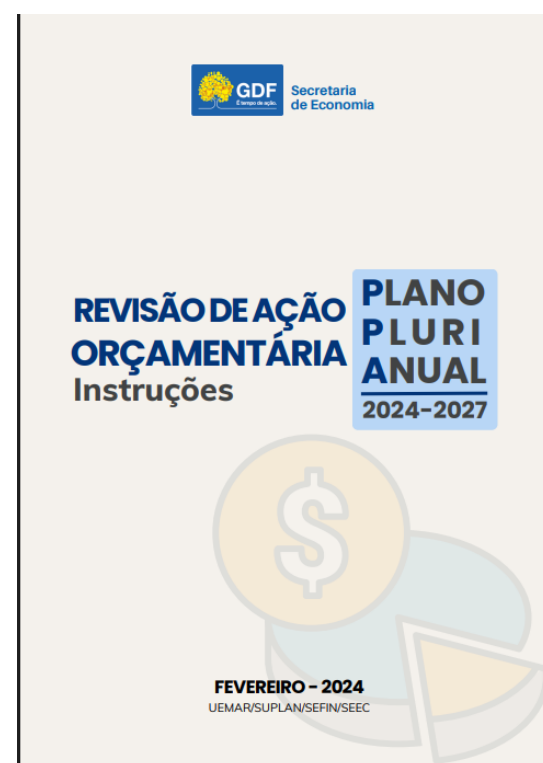 GDF
É tempo de ação.
Secretaria
de Economia
REVISÃO DE AÇÃO
ORÇAMENTÁRIA
Instruções
PLANO
PLURI
ANUAL
2024-2027
$
FEVEREIRO - 2024
UEMAR/SUPLAN/SEFIN/SEEC